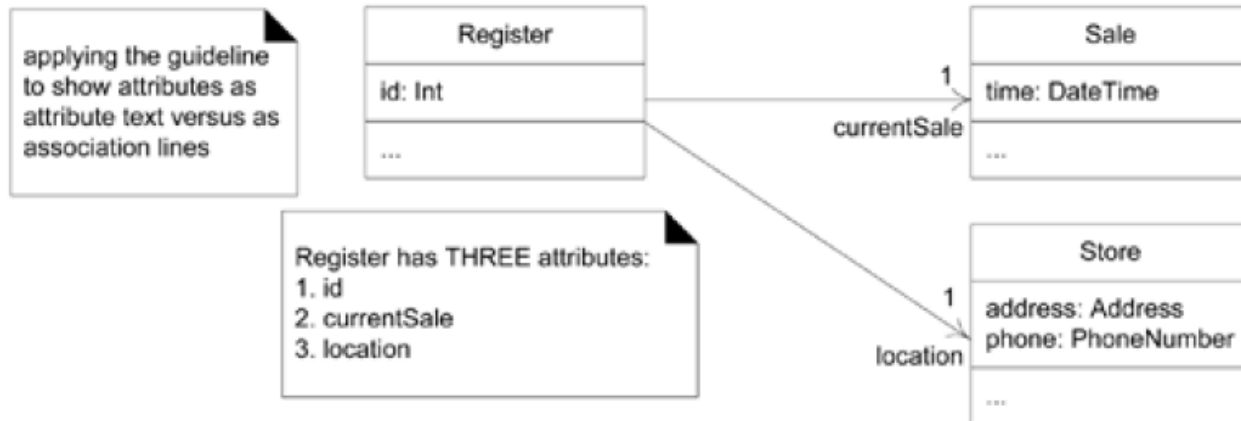 applying the guideline
to show attributes as
attribute text versus as
association lines
Register
id: Int
...
1
currentSale
Sale
time: DateTime
...
Register has THREE attributes:
1. id
2. currentSale
3. location
1
location
Store
address: Address
phone: PhoneNumber
...